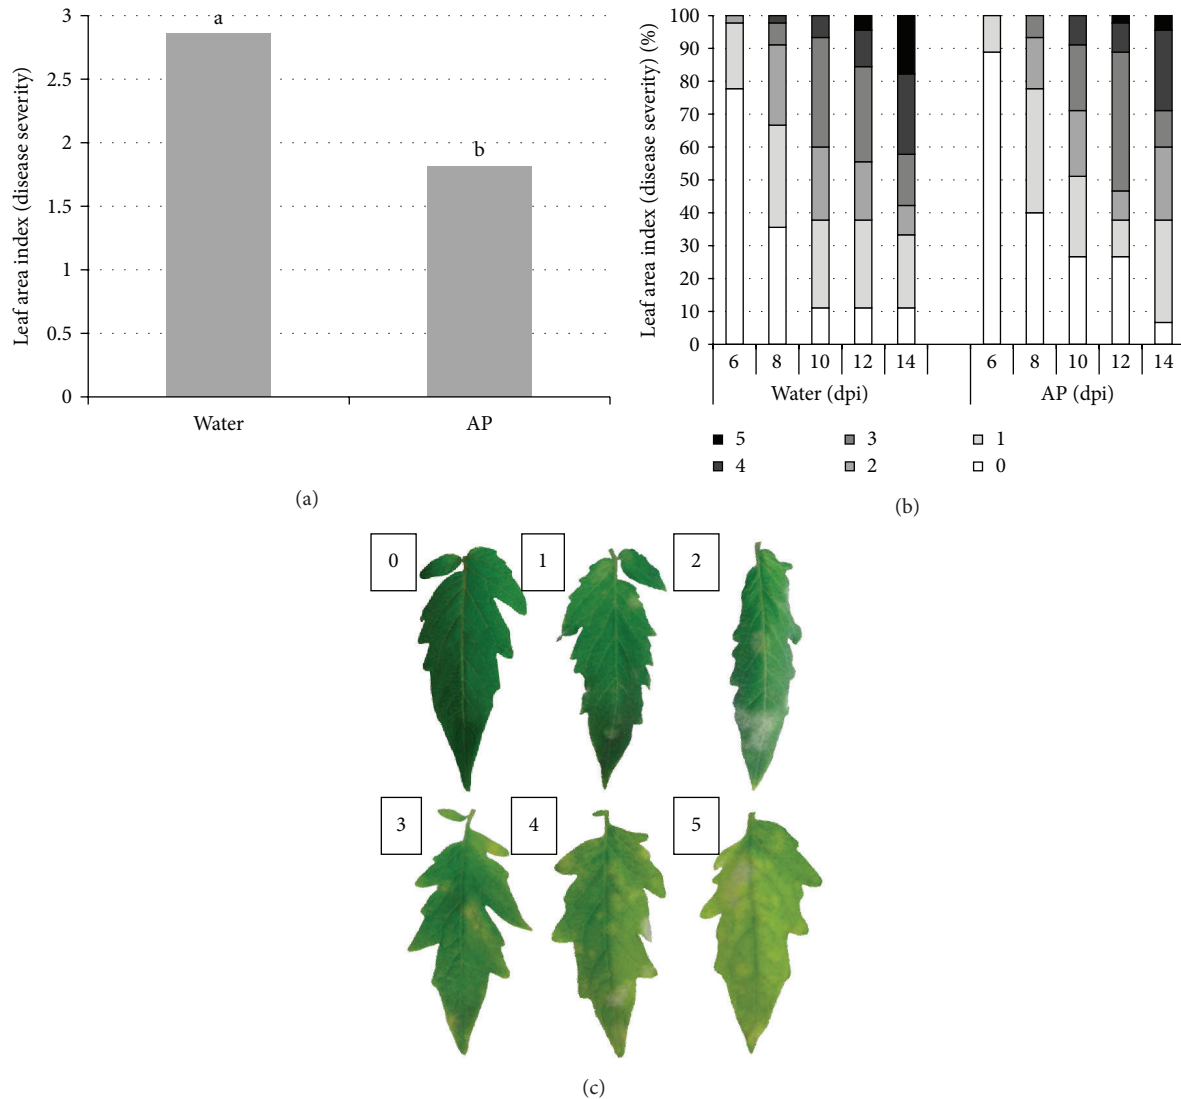 Leaf area index (disease severity)
3
2.5
2
1.5
1
0.5
0
a
b
Water
AP
(a)
Leaf area index (disease severity) (%)
100
90
80
70
60
50
40
30
20
10
0
6 8 10 12 14 6 8 10 12 14
Water (dpi) AP (dpi)
5 3 1
4 2 0
(b)
0 1 2
3 4 5
(c)